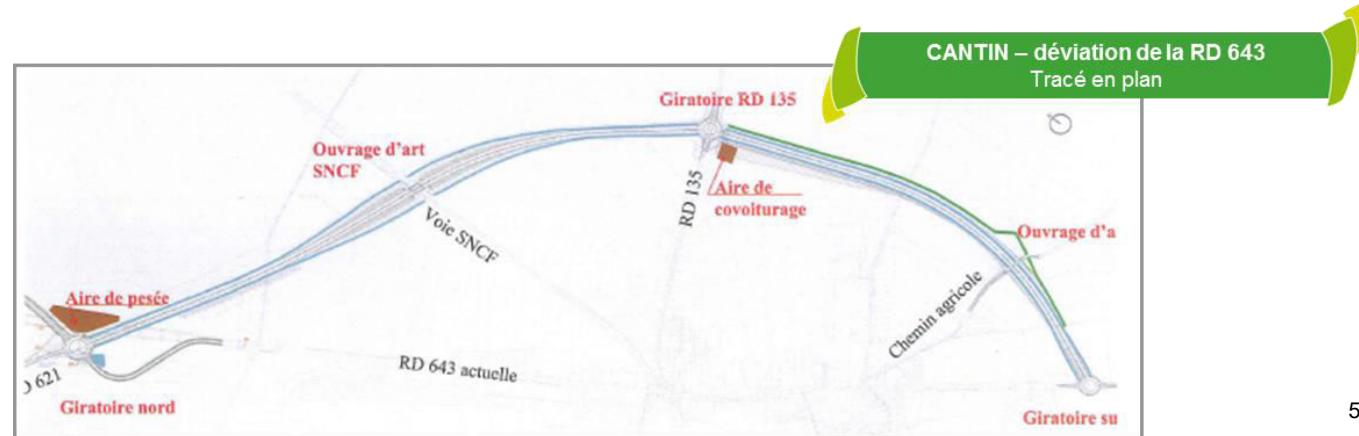 CANTIN – déviation de la RD 643
Tracé en plan
Giratoire RD 135
Ouvrage d'art
SNCF
RD 135
Aire de
covoiturage
Voie SNCF
Ouvrage d'a
Chemin agricole
Aire de pesée
RD 643 actuelle
621
Giratoire nord
Giratoire su
5